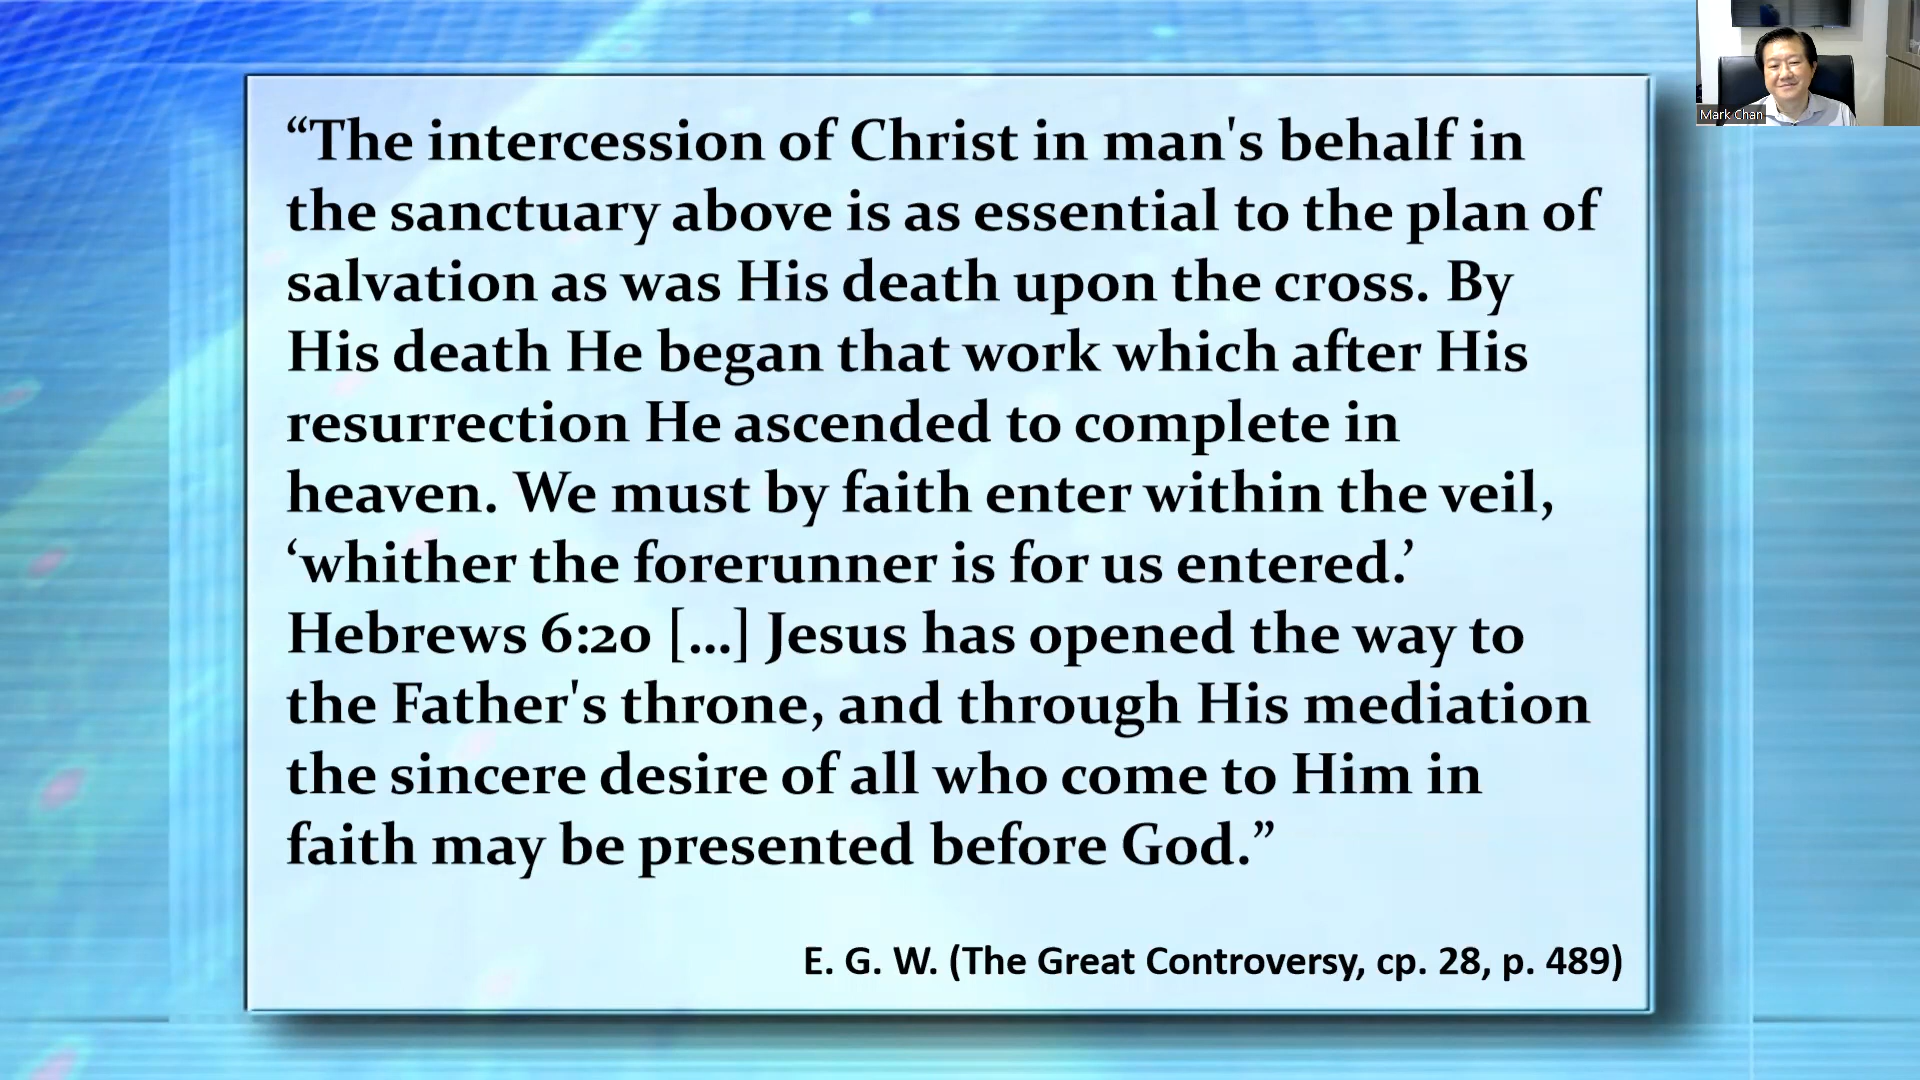 “The intercession of Christ in man's behalf in
the sanctuary above is as essential to the plan of
salvation as was His death upon the cross. By
His death He began that work which after His
resurrection He ascended to complete in
heaven. We must by faith enter within the veil,
‘whither the forerunner is for us entered.’
Hebrews 6:20 [...] Jesus has opened the way to
the Father's throne, and through His mediation
the sincere desire of all who come to Him in
faith may be presented before God.”
E. G. W. (The Great Controversy, cp. 28, p. 489)
Mark Chan